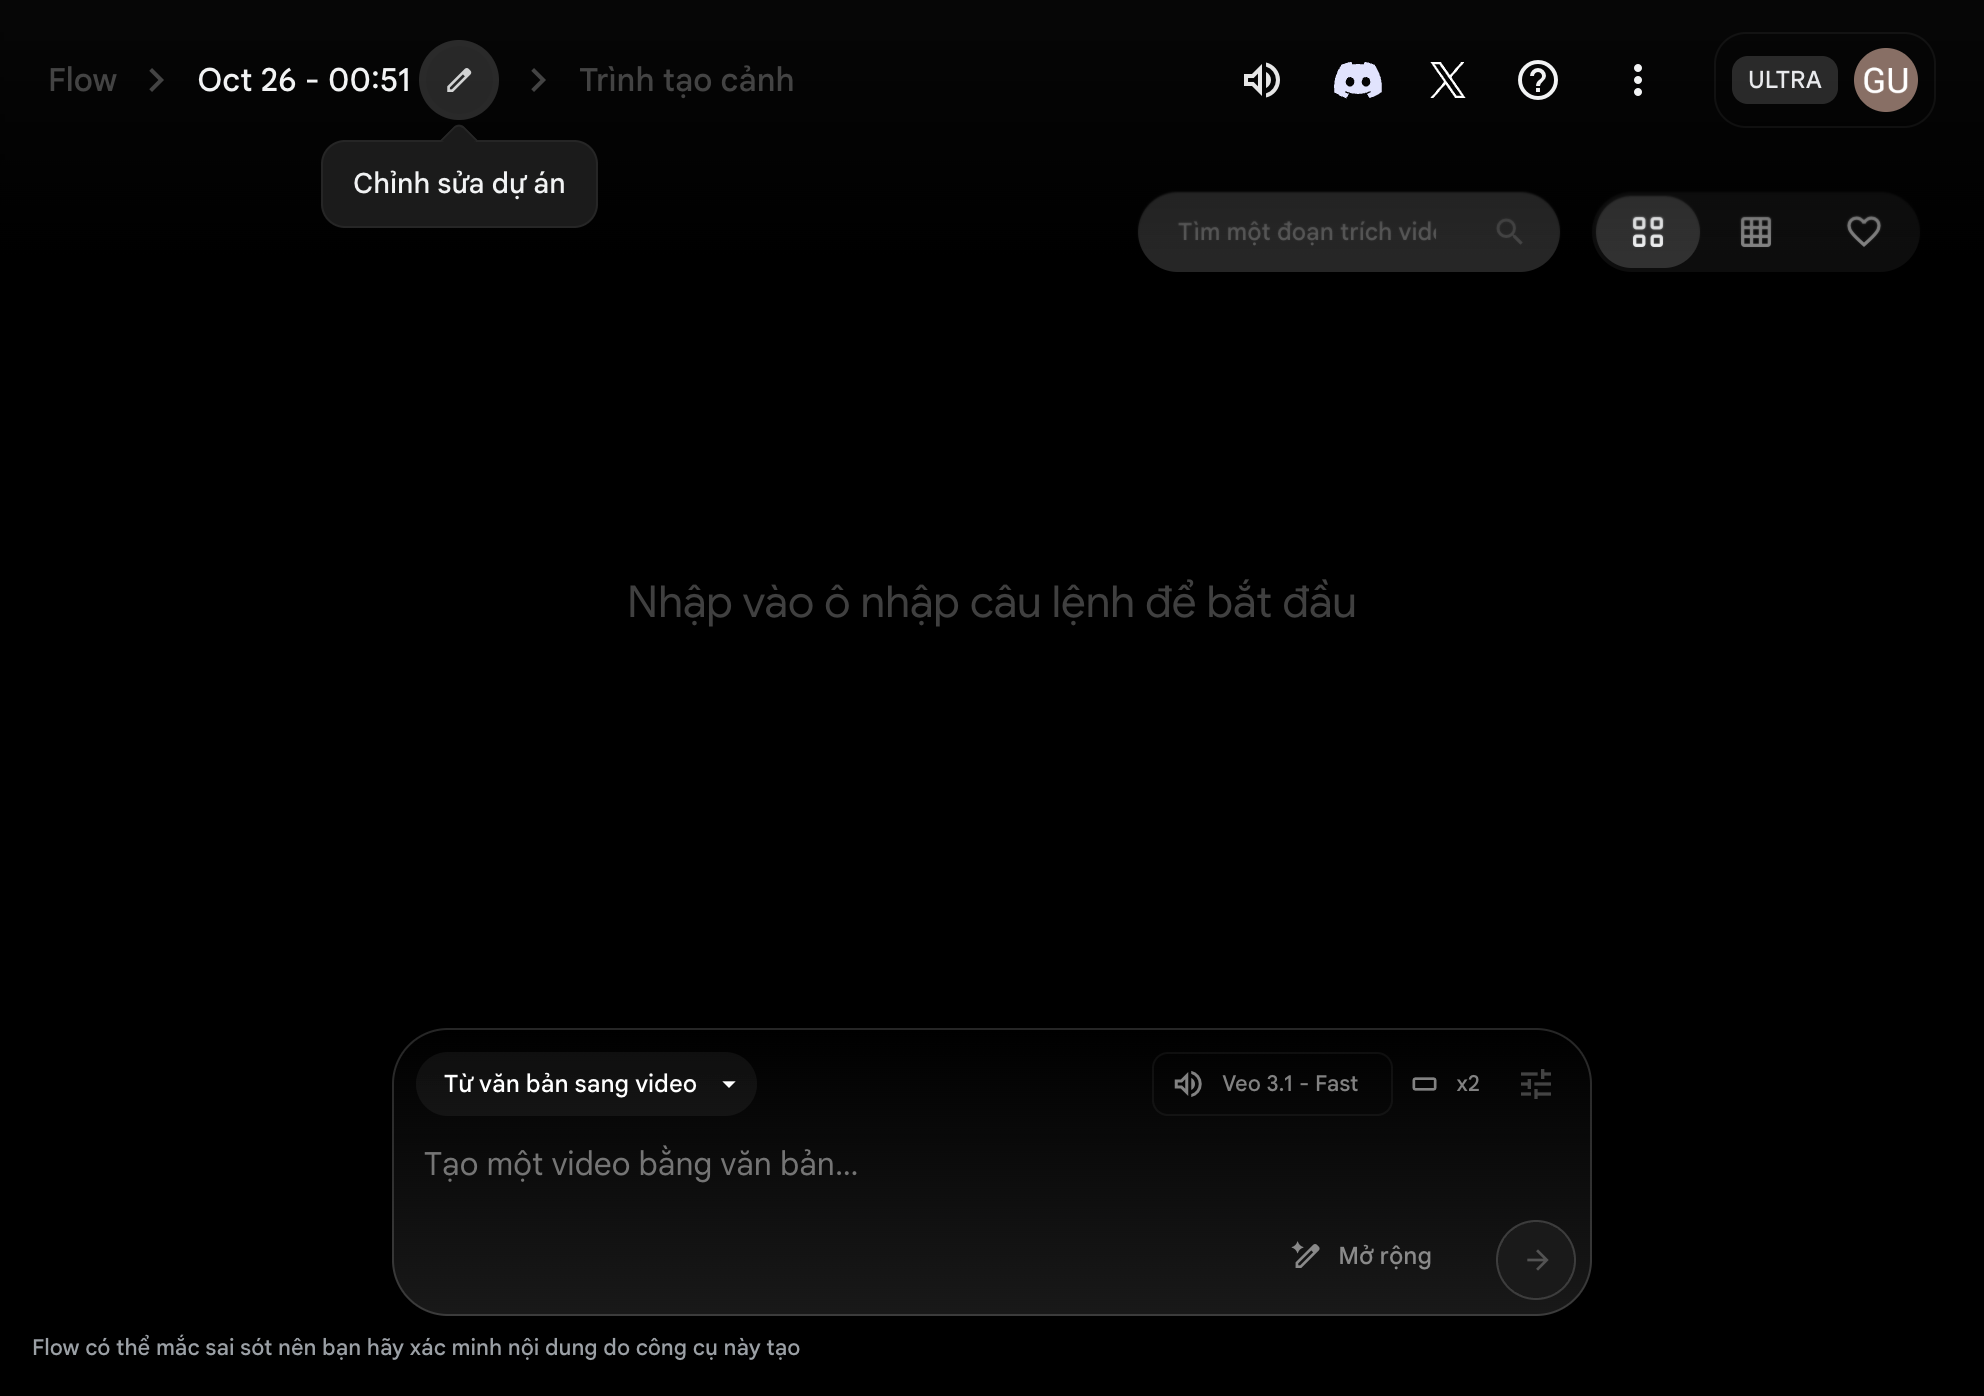 Flow
Oct 26 - 00:51
Trình tạo cảnh
ULTRA
GU
Chỉnh sửa dự án
Tìm một đoạn trích vid
Nhập vào ô nhập câu lệnh để bắt đầu
Từ văn bản sang video
Veo 3.1 - Fast
x2
Tạo một video bằng văn bản...
Mở rộng
Flow có thể mắc sai sót nên bạn hãy xác minh nội dung do công cụ này tạo